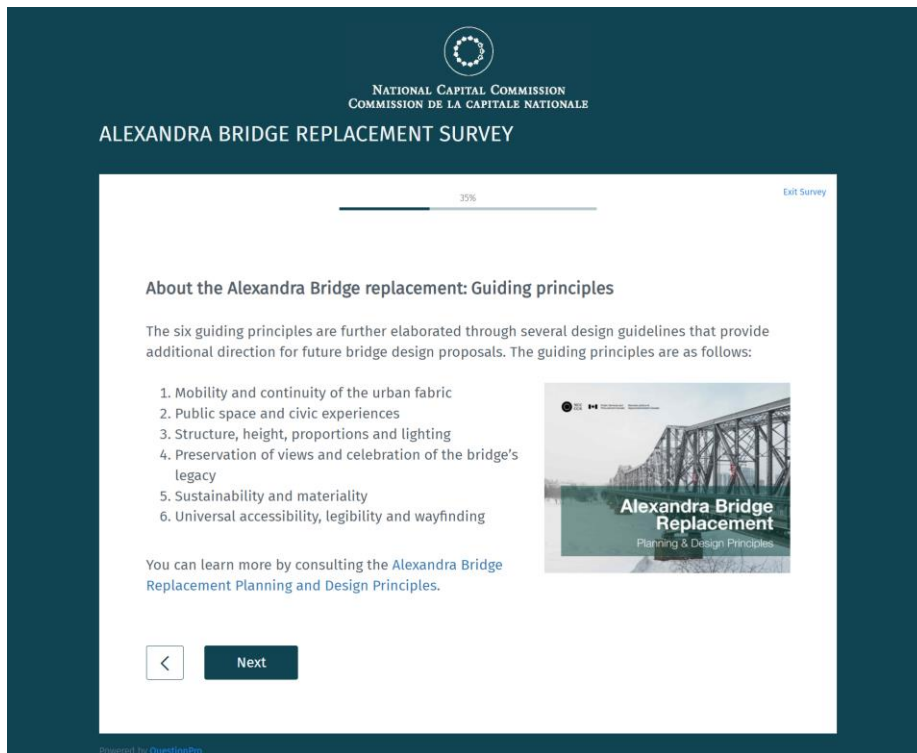 NATIONAL CAPITAL COMMISSION
COMMISSION DE LA CAPITALE NATIONALE
ALEXANDRA BRIDGE REPLACEMENT SURVEY
35%
Exit Survey
About the Alexandra Bridge replacement: Guiding principles
The six guiding principles are further elaborated through several design guidelines that provide
additional direction for future bridge design proposals. The guiding principles are as follows:
1. Mobility and continuity of the urban fabric
2. Public space and civic experiences
3. Structure, height, proportions and lighting
4. Preservation of views and celebration of the bridge's
legacy
5. Sustainability and materiality
6. Universal accessibility, legibility and wayfinding
Alexandra Bridge
Replacement
Planning & Design Principles
You can learn more by consulting the Alexandra Bridge
Replacement Planning and Design Principles.
Next
Powered by QuestionPro